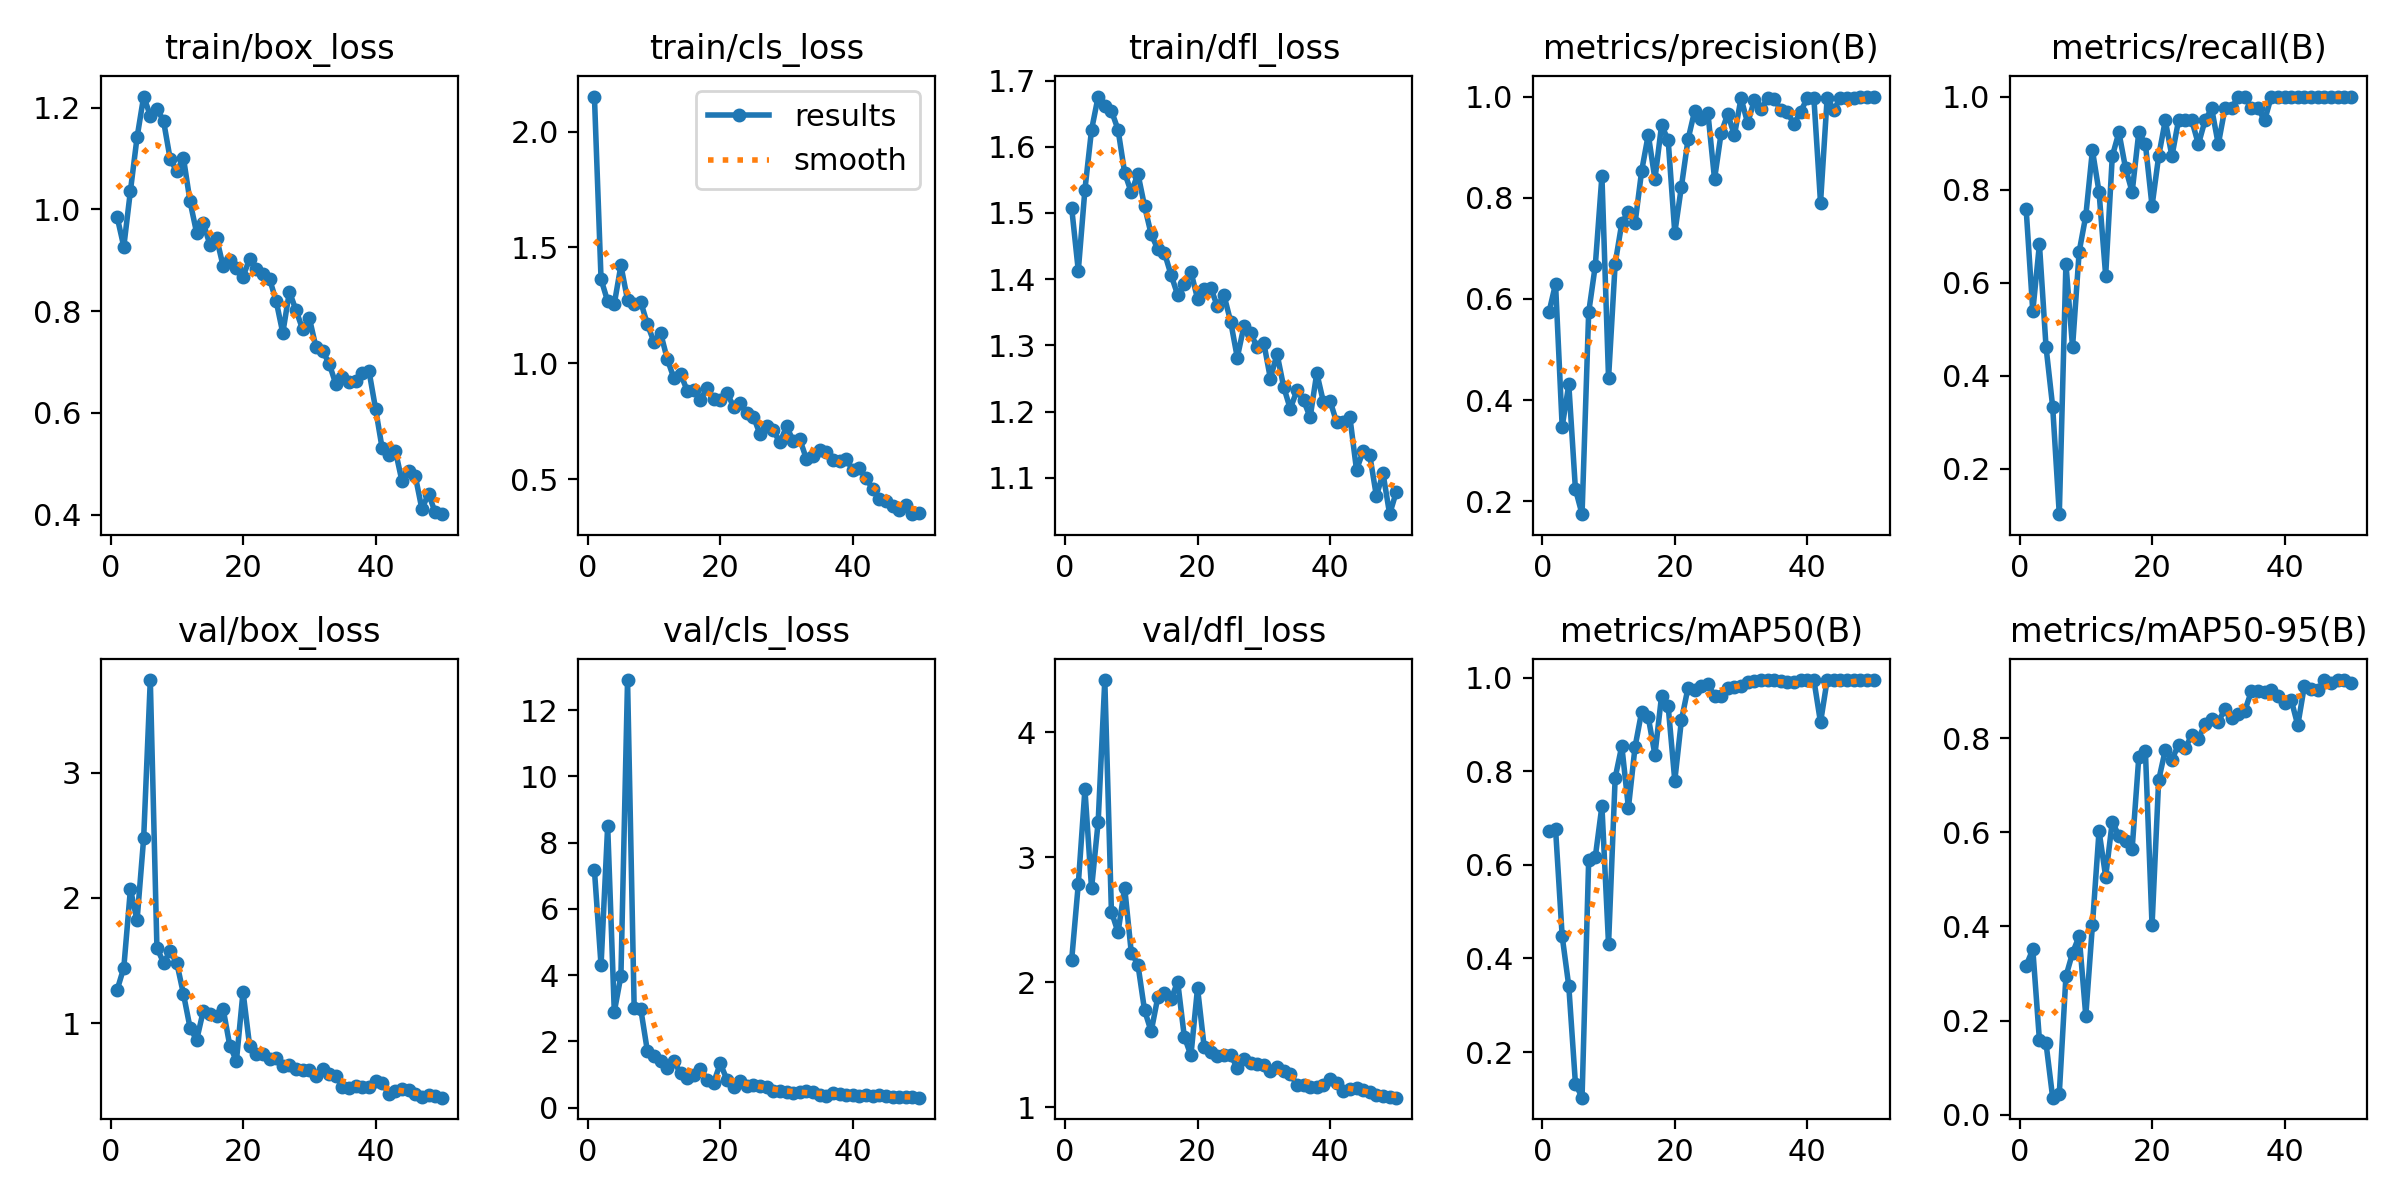 train/box_loss
1.2
1.0
0.8
0.6
0.4
0 20 40
train/cls_loss
results
smooth
2.0
1.5
1.0
0.5
0 20 40
train/dfl_loss
1.7
1.6
1.5
1.4
1.3
1.2
1.1
0 20 40
metrics/precision(B)
1.0
0.8
0.6
0.4
0.2
0 20 40
metrics/recall(B)
1.0
0.8
0.6
0.4
0.2
0 20 40
val/box_loss
3
2
1
0 20 40
val/cls_loss
12
10
8
6
4
2
0
0 20 40
val/dfl_loss
4
3
2
1
0 20 40
metrics/mAP50(B)
1.0
0.8
0.6
0.4
0.2
0 20 40
metrics/mAP50-95(B)
0.8
0.6
0.4
0.2
0.0
0 20 40